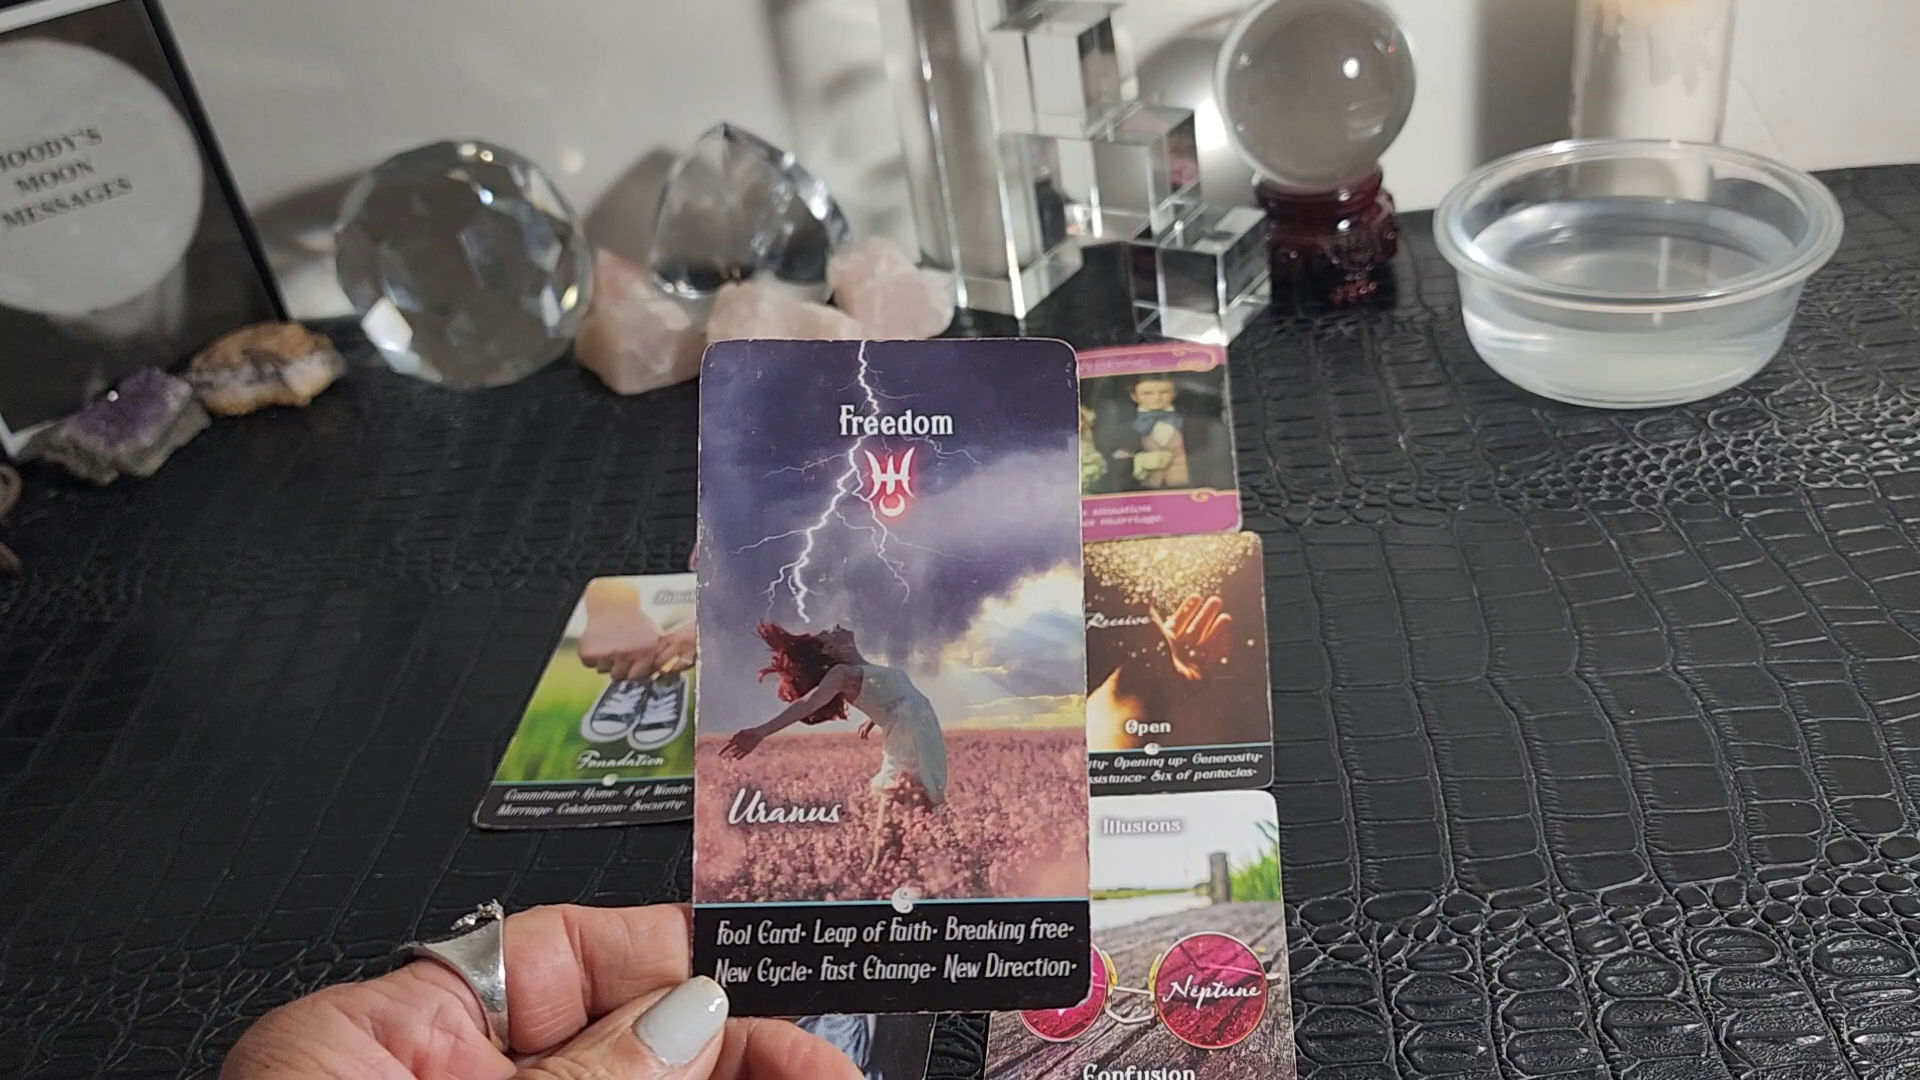 MOODY'S
MOON
MESSAGES
Freedom
Uranus
Fool Card· Leap of Faith· Breaking free·
New Cycle· Fast Change· New Direction·
situation
marriage.
Receive
Open
Opening up· Generosity·
Six of pentacles·
Foundation
Commitment· Home· 4 of Wands·
Marriage· Celebration· Security·
Illusions
Neptune
Confusion